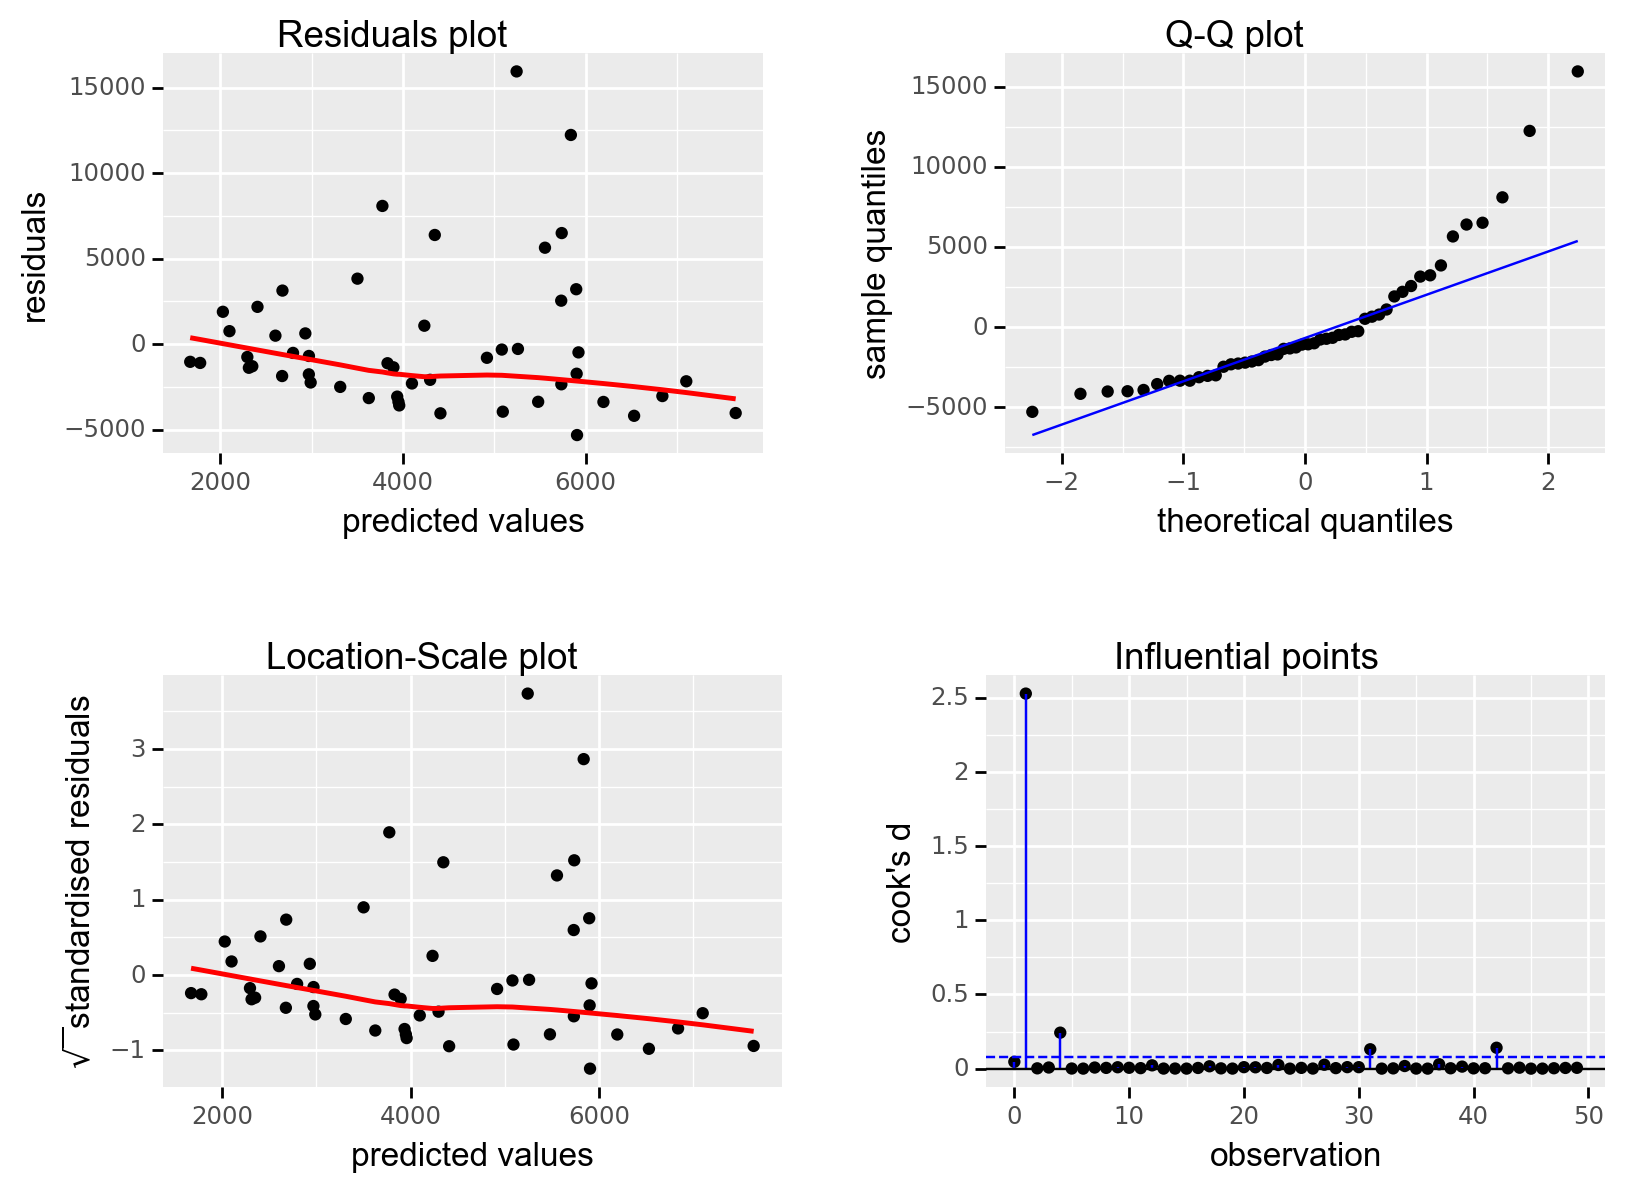 Residuals plot
15000
10000
5000
0
−5000
residuals
2000 4000 6000
predicted values
Q-Q plot
15000
10000
5000
0
−5000
sample quantiles
−2 −1 0 1 2
theoretical quantiles
Location-Scale plot
3
2
1
0
−1
√standardised residuals
2000 4000 6000
predicted values
Influential points
2.5
2
1.5
1
0.5
0
cook's d
0 10 20 30 40 50
observation